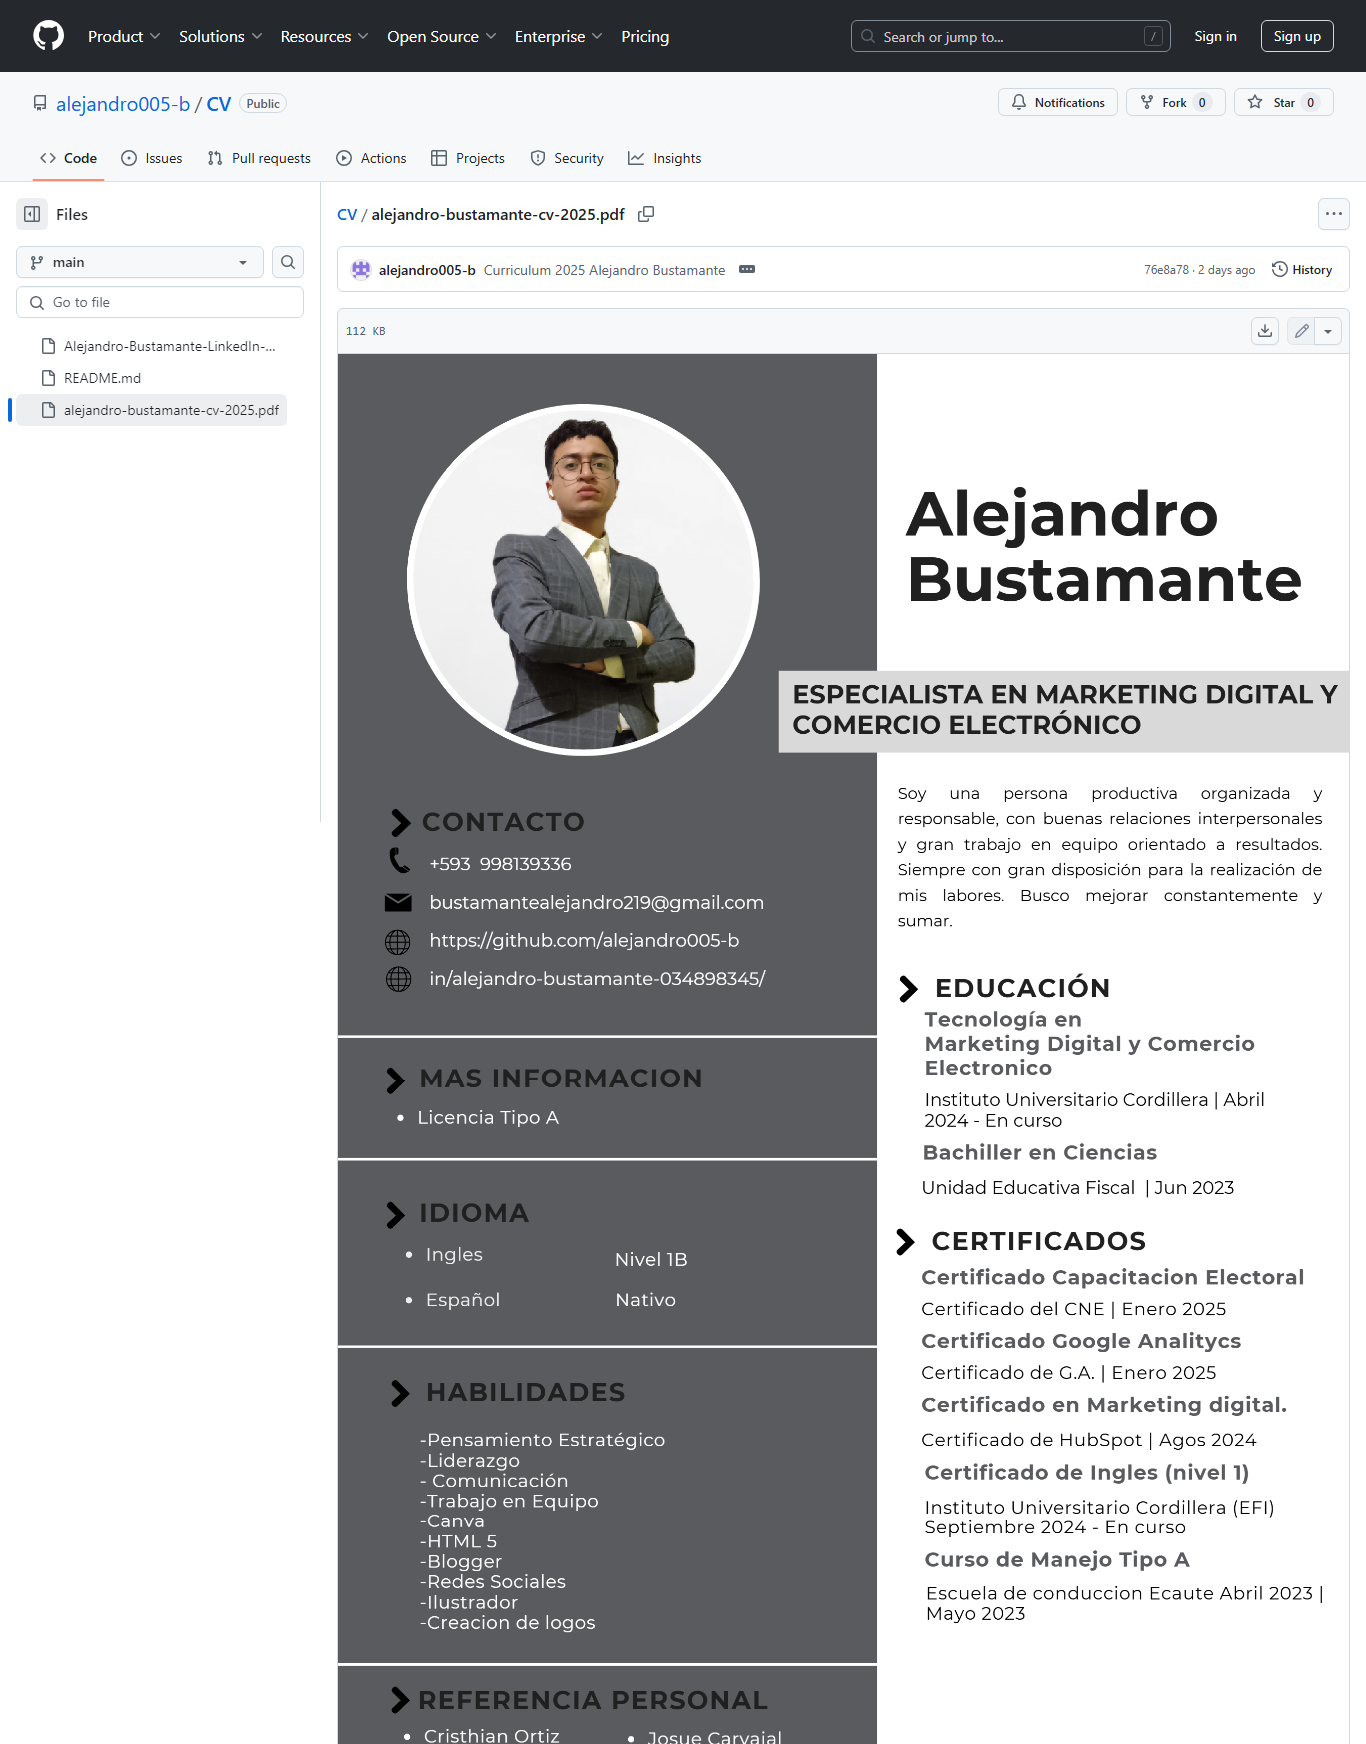 Product
Solutions
Resources
Open Source
Enterprise
Pricing
Search or jump to...
/
Sign in
Sign up
alejandro005-b / CV
Public
Notifications
Fork 0
Star 0
Code
Issues
Pull requests
Actions
Projects
Security
Insights
Files
main
Go to file
Alejandro-Bustamante-LinkedIn-...
README.md
alejandro-bustamante-cv-2025.pdf
CV / alejandro-bustamante-cv-2025.pdf
alejandro005-b Curriculum 2025 Alejandro Bustamante
76e8a78 · 2 days ago
History
112 KB
Alejandro
Bustamante
ESPECIALISTA EN MARKETING DIGITAL Y
COMERCIO ELECTRÓNICO
Soy una persona productiva organizada y
responsable, con buenas relaciones interpersonales
y gran trabajo en equipo orientado a resultados.
Siempre con gran disposición para la realización de
mis labores. Busco mejorar constantemente y
sumar.
CONTACTO
+593 998139336
bustamantealejandro219@gmail.com
https://github.com/alejandro005-b
in/alejandro-bustamante-034898345/
MAS INFORMACION
• Licencia Tipo A
IDIOMA
• Ingles Nivel 1B
• Español Nativo
HABILIDADES
-Pensamiento Estratégico
-Liderazgo
- Comunicación
-Trabajo en Equipo
-Canva
-HTML 5
-Blogger
-Redes Sociales
-Ilustrador
-Creacion de logos
REFERENCIA PERSONAL
• Cristhian Ortiz
• Josue Carvajal
EDUCACIÓN
Tecnología en
Marketing Digital y Comercio
Electronico
Instituto Universitario Cordillera | Abril
2024 - En curso
Bachiller en Ciencias
Unidad Educativa Fiscal | Jun 2023
CERTIFICADOS
Certificado Capacitacion Electoral
Certificado del CNE | Enero 2025
Certificado Google Analitycs
Certificado de G.A. | Enero 2025
Certificado en Marketing digital.
Certificado de HubSpot | Agos 2024
Certificado de Ingles (nivel 1)
Instituto Universitario Cordillera (EFI)
Septiembre 2024 - En curso
Curso de Manejo Tipo A
Escuela de conduccion Ecaute Abril 2023 |
Mayo 2023